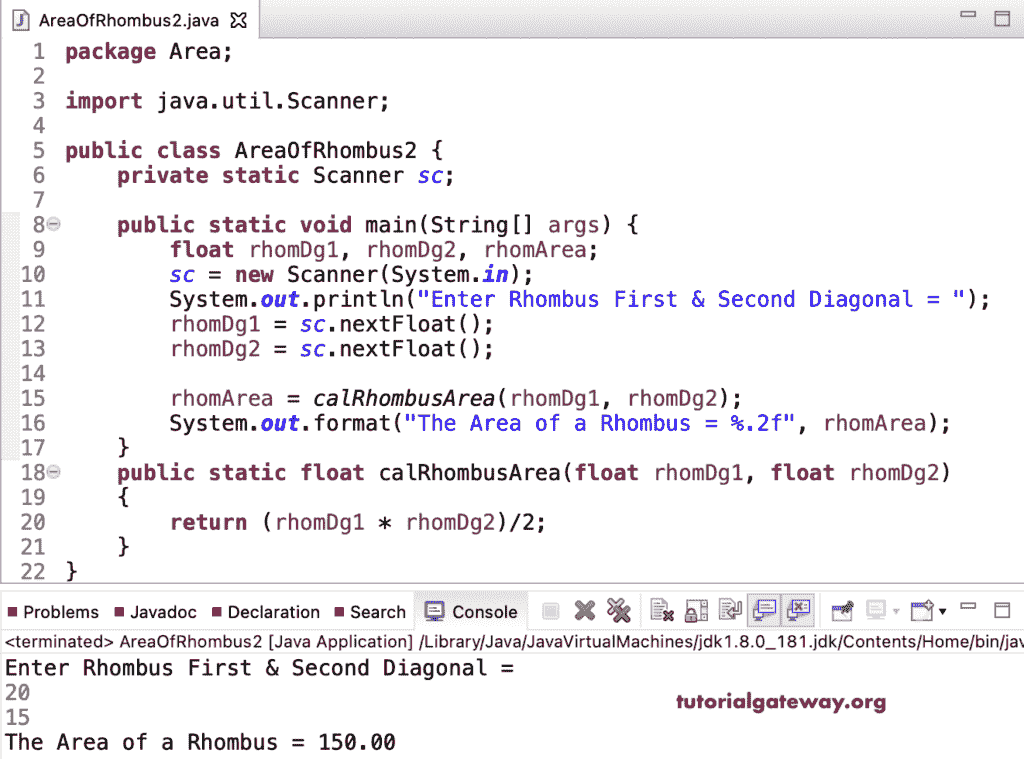 AreaOfRhombus2.java
1 package Area;
2
3 import java.util.Scanner;
4
5 public class AreaOfRhombus2 {
6     private static Scanner sc;
7
8     public static void main(String[] args) {
9         float rhomDg1, rhomDg2, rhomArea;
10         sc = new Scanner(System.in);
11         System.out.println("Enter Rhombus First & Second Diagonal = ");
12         rhomDg1 = sc.nextFloat();
13         rhomDg2 = sc.nextFloat();
14
15         rhomArea = calRhombusArea(rhomDg1, rhomDg2);
16         System.out.format("The Area of a Rhombus = %.2f", rhomArea);
17     }
18     public static float calRhombusArea(float rhomDg1, float rhomDg2)
19     {
20         return (rhomDg1 * rhomDg2)/2;
21     }
22 }
Problems Javadoc Declaration Search Console
<terminated> AreaOfRhombus2 [Java Application] /Library/Java/JavaVirtualMachines/jdk1.8.0_181.jdk/Contents/Home/bin/jav
Enter Rhombus First & Second Diagonal =
20
tutorialgateway.org
15
The Area of a Rhombus = 150.00